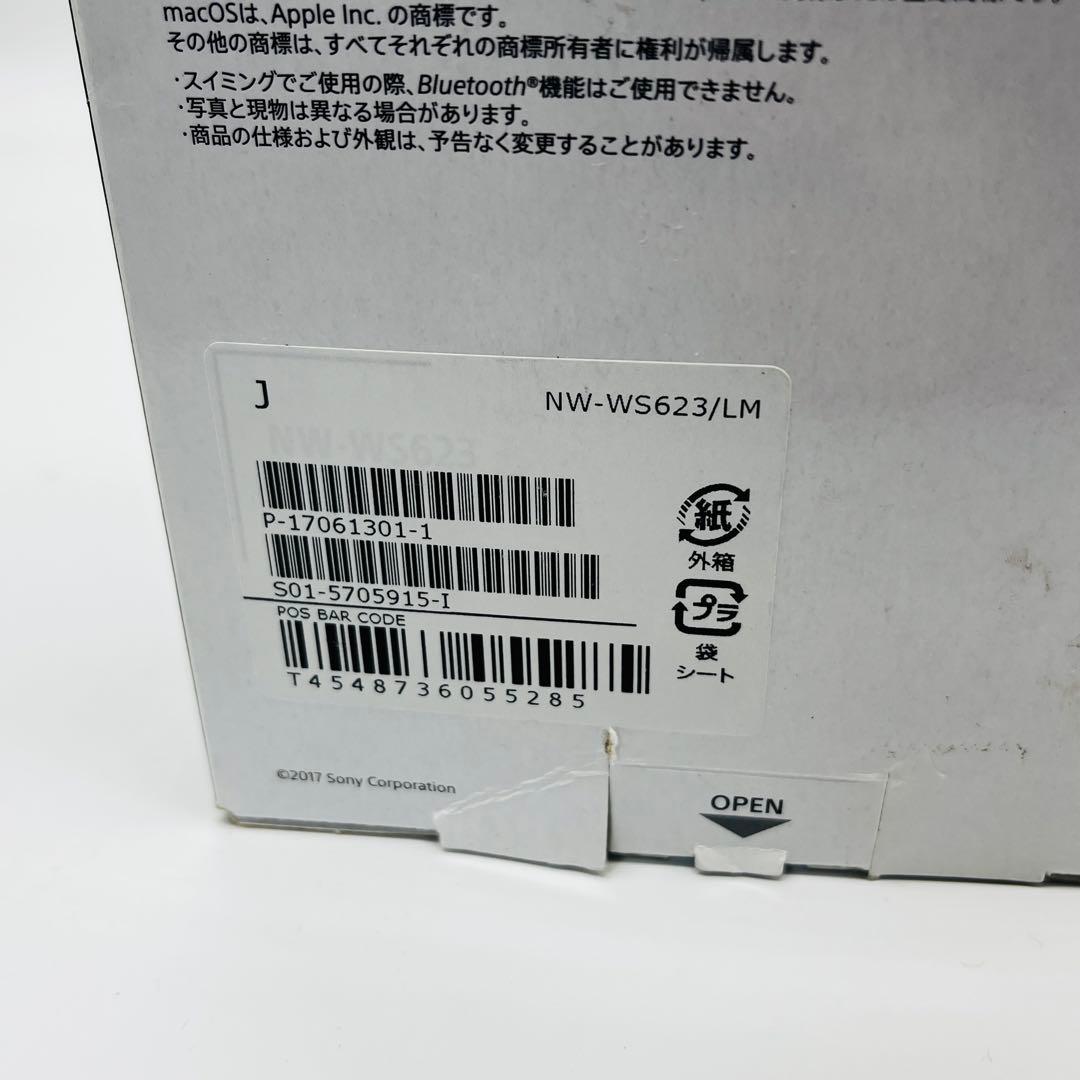 macOSは、Apple Inc. の商標です。
その他の商標は、すべてそれぞれの商標所有者に権利が帰属します。
・スイミングでご使用の際、Bluetooth®機能はご使用できません。
・写真と現物は異なる場合があります。
・商品の仕様および外観は、予告なく変更することがあります。
J
NW-WS623/LM
NW-WS623
P-17061301-1
紙
外箱
S01-5705915-I
プラ
POS BAR CODE
袋
シート
T4548736055285
©2017 Sony Corporation
OPEN